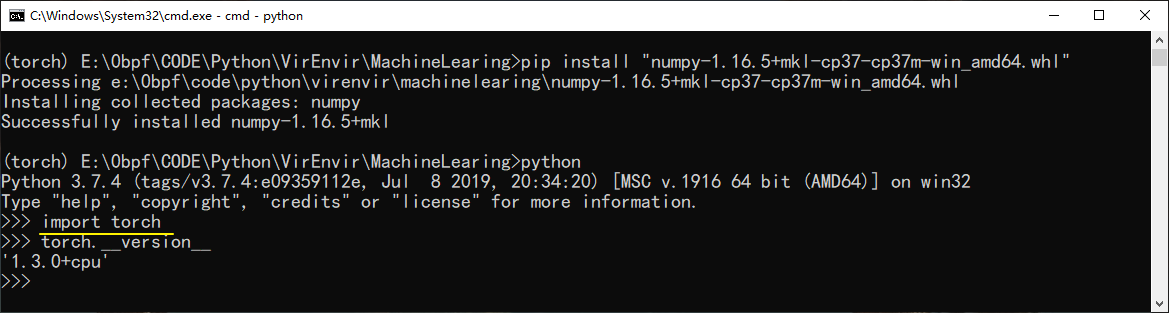 C:\Windows\System32\cmd.exe - cmd - python
(torch) E:\0bpf\CODE\Python\VirEnvir\MachineLearing>pip install "numpy-1.16.5+mkl-cp37-cp37m-win_amd64.whl"
Processing e:\0bpf\code\python\virenvir\machinelearing\numpy-1.16.5+mkl-cp37-cp37m-win_amd64.whl
Installing collected packages: numpy
Successfully installed numpy-1.16.5+mkl
(torch) E:\0bpf\CODE\Python\VirEnvir\MachineLearing>python
Python 3.7.4 (tags/v3.7.4:e09359112e, Jul  8 2019, 20:34:20) [MSC v.1916 64 bit (AMD64)] on win32
Type "help", "copyright", "credits" or "license" for more information.
>>> import torch
>>> torch.__version__
'1.3.0+cpu'
>>>